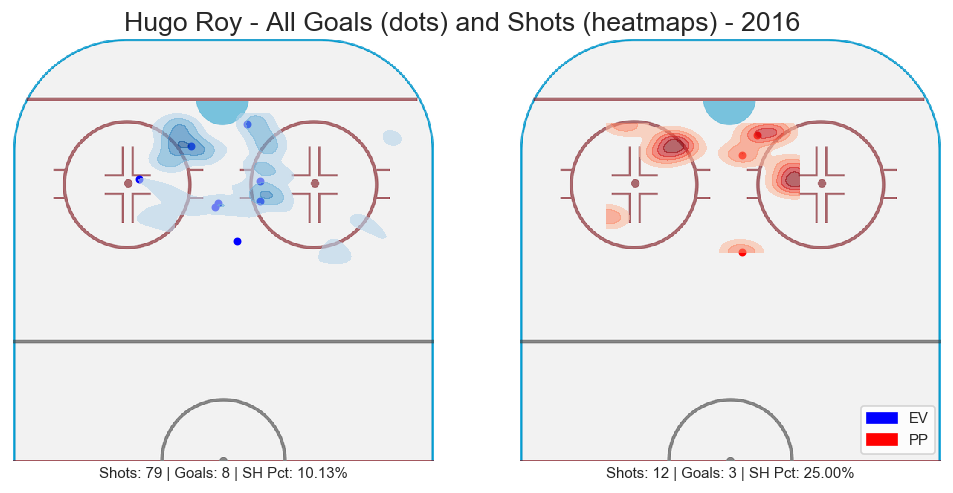 Hugo Roy - All Goals (dots) and Shots (heatmaps) - 2016
EV
PP
Shots: 79 | Goals: 8 | SH Pct: 10.13%
Shots: 12 | Goals: 3 | SH Pct: 25.00%